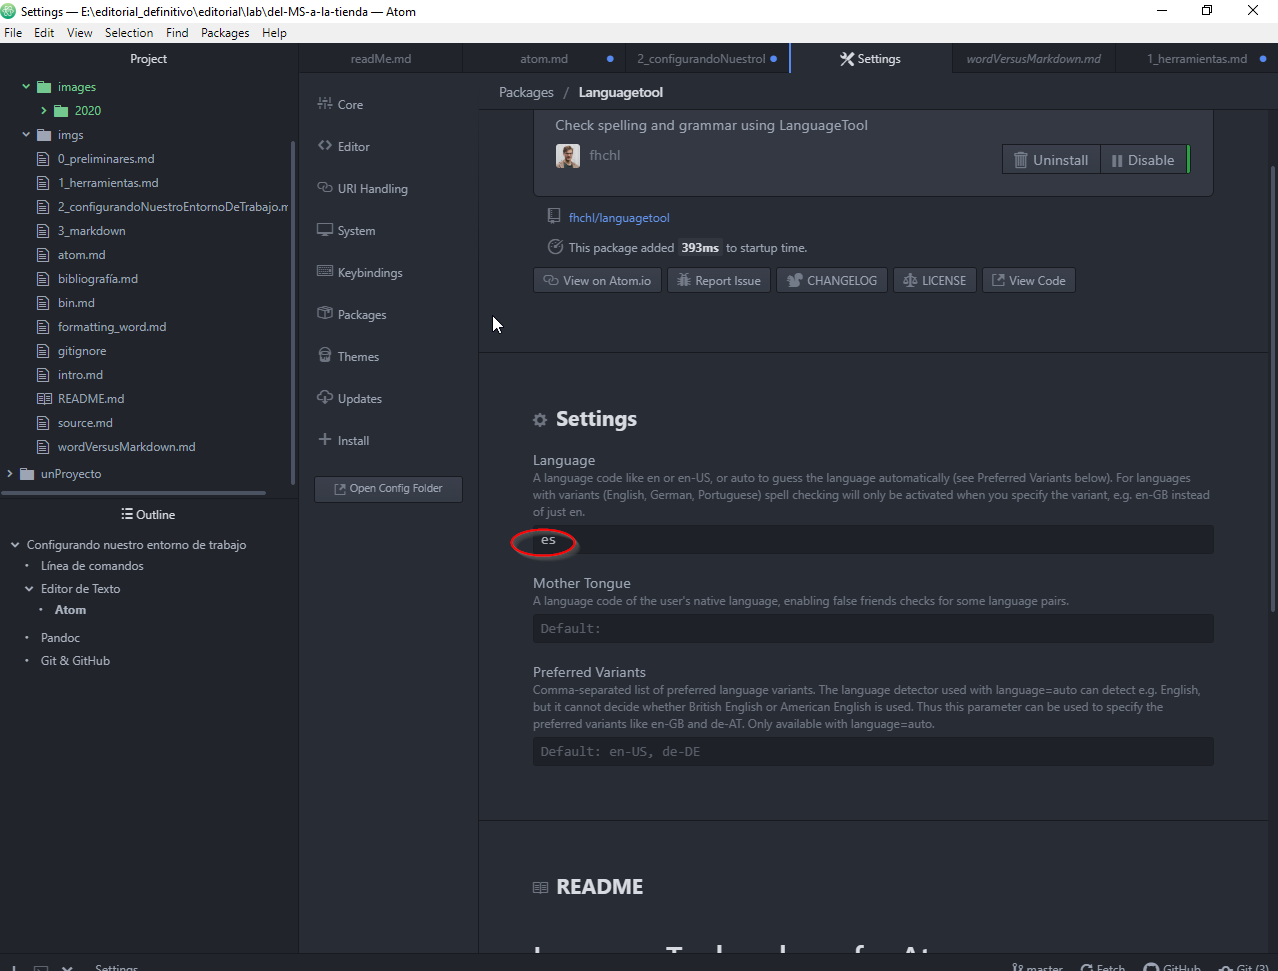 Settings — E:\editorial_definitivo\editorial\lab\del-MS-a-la-tienda — Atom
File Edit View Selection Find Packages Help
Project
images
2020
imgs
0_preliminares.md
1_herramientas.md
2_configurandoNuestroEntornoDeTrabajo.m
3_markdown
atom.md
bibliografía.md
bin.md
formatting_word.md
gitignore
intro.md
README.md
source.md
wordVersusMarkdown.md
unProyecto
Outline
Configurando nuestro entorno de trabajo
Línea de comandos
Editor de Texto
Atom
Pandoc
Git & GitHub
readMe.md atom.md 2_configurandoNuestroI Settings wordVersusMarkdown.md 1_herramientas.md
Core
Editor
URI Handling
System
Keybindings
Packages
Themes
Updates
Install
Open Config Folder
Packages / Languagetool
Check spelling and grammar using LanguageTool
fhchl
Uninstall Disable
fhchl/languagetool
This package added 393ms to startup time.
View on Atom.io Report Issue CHANGELOG LICENSE View Code
Settings
Language
A language code like en or en-US, or auto to guess the language automatically (see Preferred Variants below). For languages
with variants (English, German, Portuguese) spell checking will only be activated when you specify the variant, e.g. en-GB instead
of just en.
es
Mother Tongue
A language code of the user's native language, enabling false friends checks for some language pairs.
Default:
Preferred Variants
Comma-separated list of preferred language variants. The language detector used with language=auto can detect e.g. English,
but it cannot decide whether British English or American English is used. Thus this parameter can be used to specify the
preferred variants like en-GB and de-AT. Only available with language=auto.
Default: en-US, de-DE
README
Settings master Fetch GitHub Git (3)